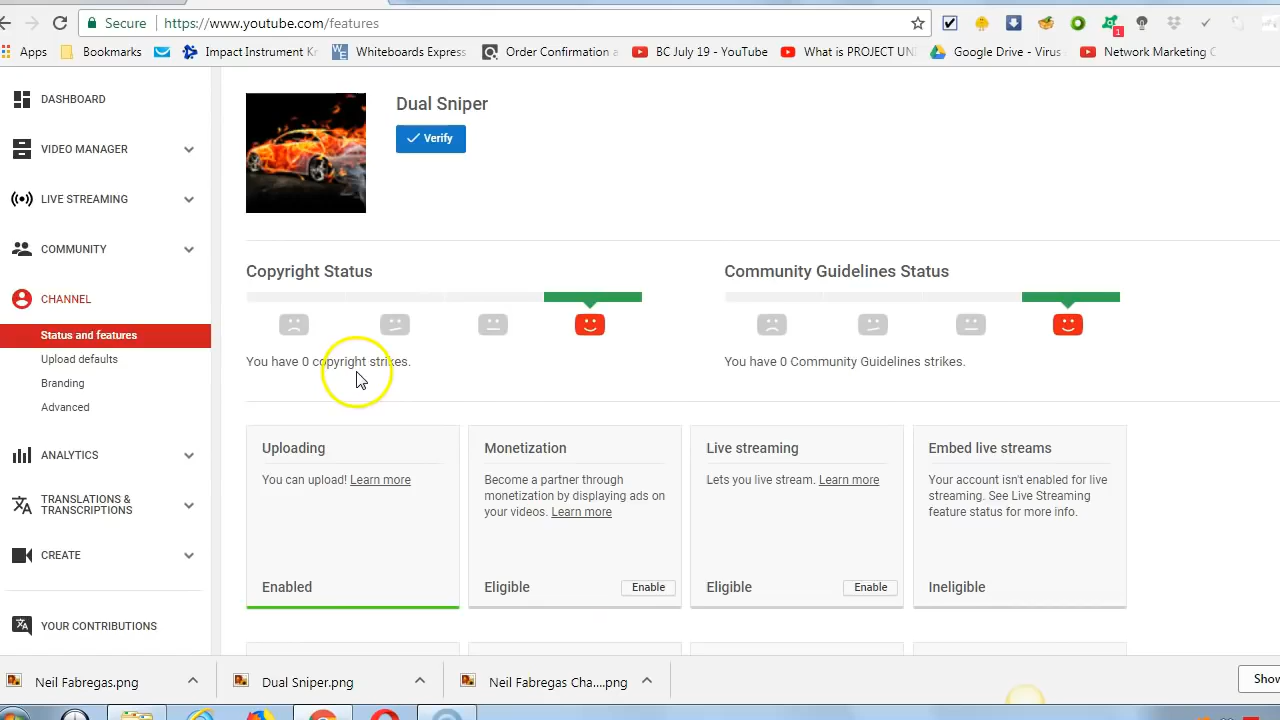 Secure https://www.youtube.com/features
Apps Bookmarks Impact Instrument Kr Whiteboards Express Order Confirmation a BC July 19 - YouTube What is PROJECT UNI Google Drive - Virus Network Marketing C
1
DASHBOARD
VIDEO MANAGER
LIVE STREAMING
COMMUNITY
CHANNEL
Status and features
Upload defaults
Branding
Advanced
ANALYTICS
TRANSLATIONS &
TRANSCRIPTIONS
CREATE
YOUR CONTRIBUTIONS
Dual Sniper
Verify
Copyright Status
You have 0 copyright strikes.
Community Guidelines Status
You have 0 Community Guidelines strikes.
Uploading
You can upload! Learn more
Enabled
Monetization
Become a partner through
monetization by displaying ads on
your videos. Learn more
Eligible Enable
Live streaming
Lets you live stream. Learn more
Eligible Enable
Embed live streams
Your account isn't enabled for live
streaming. See Live Streaming
feature status for more info.
Ineligible
Neil Fabregas.png Dual Sniper.png Neil Fabregas Cha....png Show